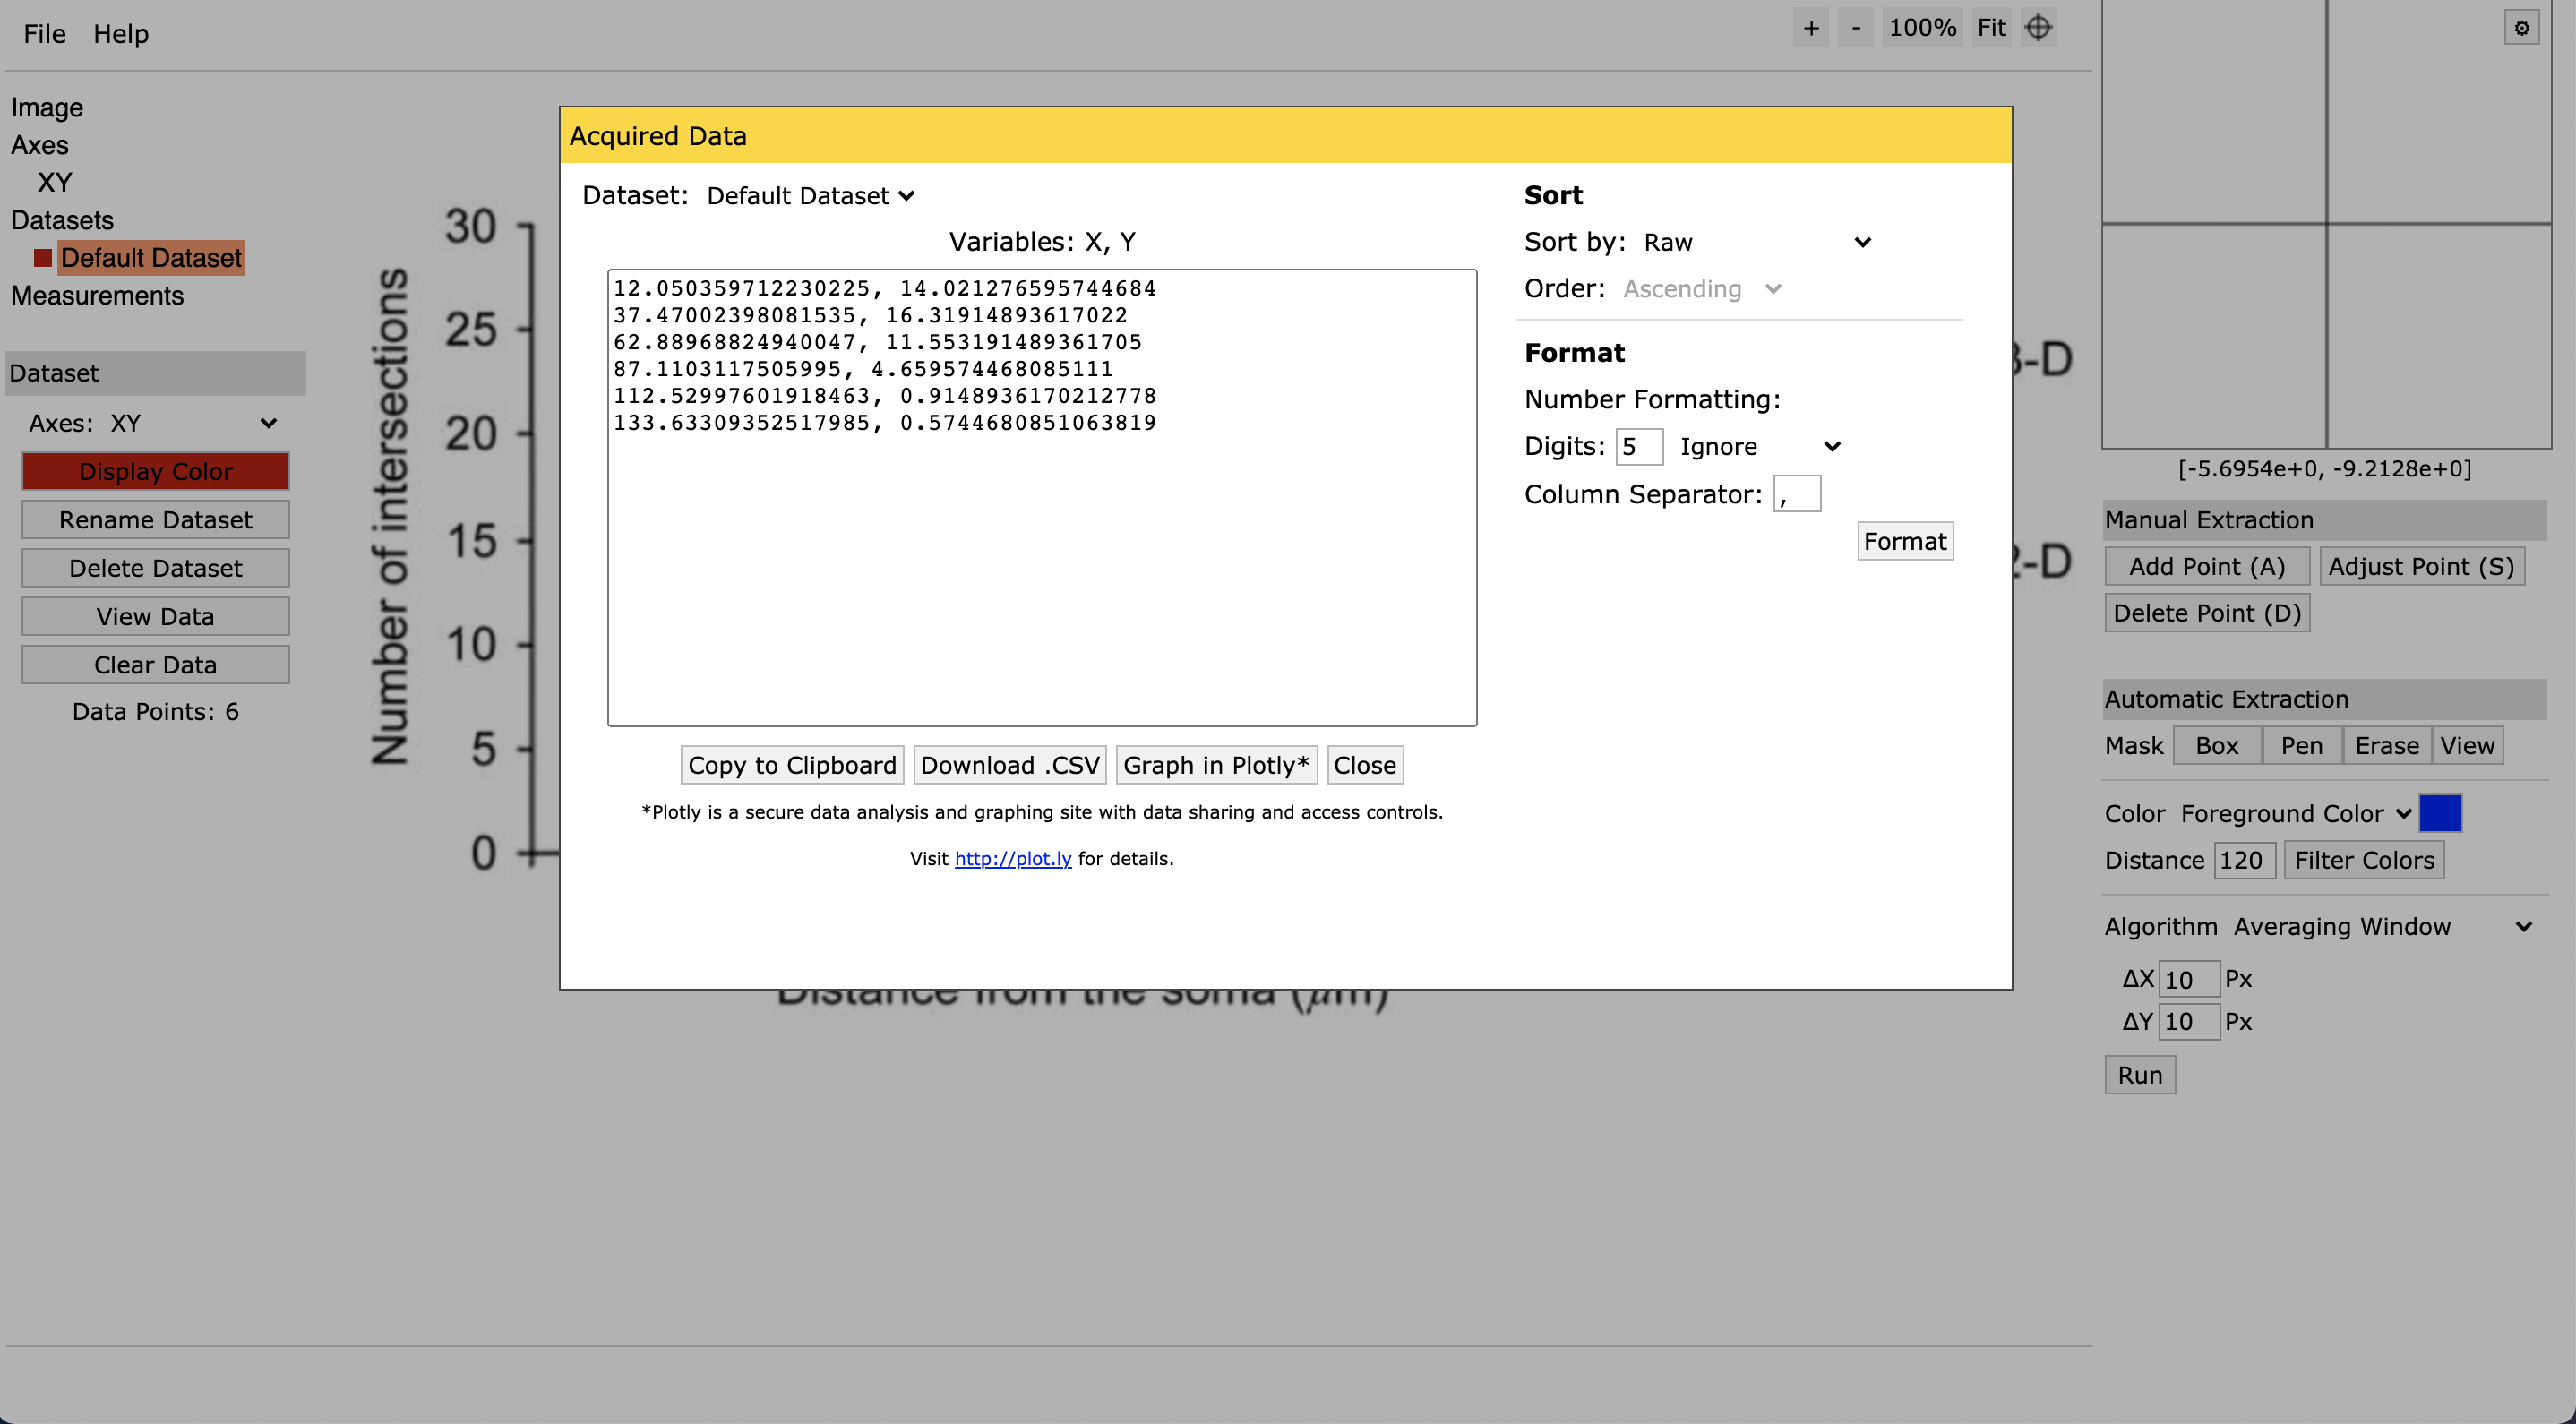 File Help
+ - 100% Fit
Image
Axes
XY
Datasets
Default Dataset
Measurements
Dataset
Axes: XY
Display Color
Rename Dataset
Delete Dataset
View Data
Clear Data
Data Points: 6
Number of intersections
30
25
20
15
10
5
0
Distance from the soma (μm)
3-D
2-D
Acquired Data
Dataset: Default Dataset
Variables: X, Y
12.050359712230225, 14.021276595744684
37.47002398081535, 16.31914893617022
62.88968824940047, 11.553191489361705
87.1103117505995, 4.659574468085111
112.52997601918463, 0.9148936170212778
133.63309352517985, 0.5744680851063819
Copy to Clipboard Download .CSV Graph in Plotly* Close
*Plotly is a secure data analysis and graphing site with data sharing and access controls.
Visit http://plot.ly for details.
Sort
Sort by: Raw
Order: Ascending
Format
Number Formatting:
Digits: 5 Ignore
Column Separator: ,
Format
[-5.6954e+0, -9.2128e+0]
Manual Extraction
Add Point (A) Adjust Point (S)
Delete Point (D)
Automatic Extraction
Mask Box Pen Erase View
Color Foreground Color
Distance 120 Filter Colors
Algorithm Averaging Window
ΔX 10 Px
ΔY 10 Px
Run